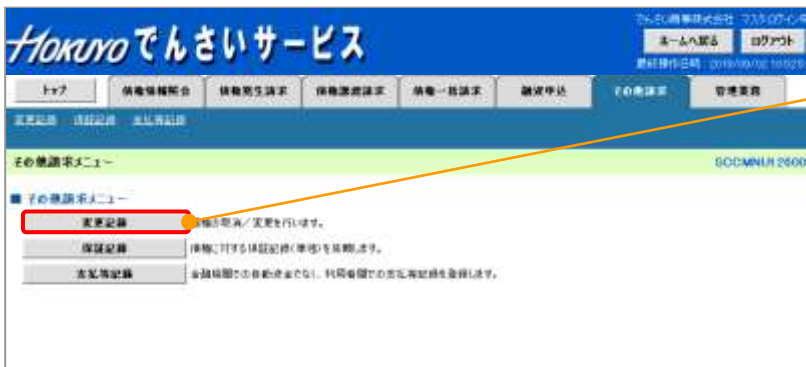 Hokuyoでんさいサービス
ホームへ戻る ログアウト
トップ 債権情報照会 債権発生請求 債権譲渡請求 債権一括請求 融資申込 その他請求 管理業務
変更記録 保証記録 支払等記録
その他請求メニュー
■ その他請求メニュー
変更記録 債権の取消/変更を行います。
保証記録 債権に対する保証記録(単独)を依頼します。
支払等記録 金融機関での自動送金でなし、利用者間での支払等記録を登録します。